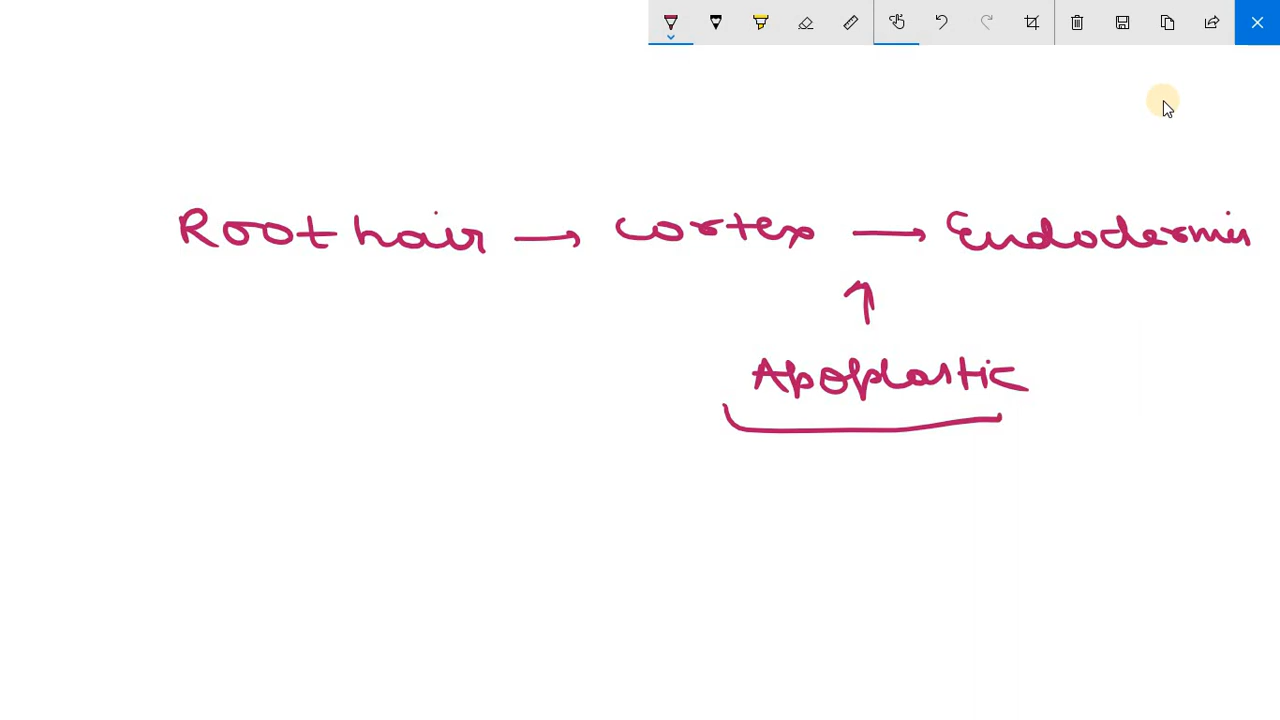 Root hair → cortex → Endodermis
↑
Apoplastic